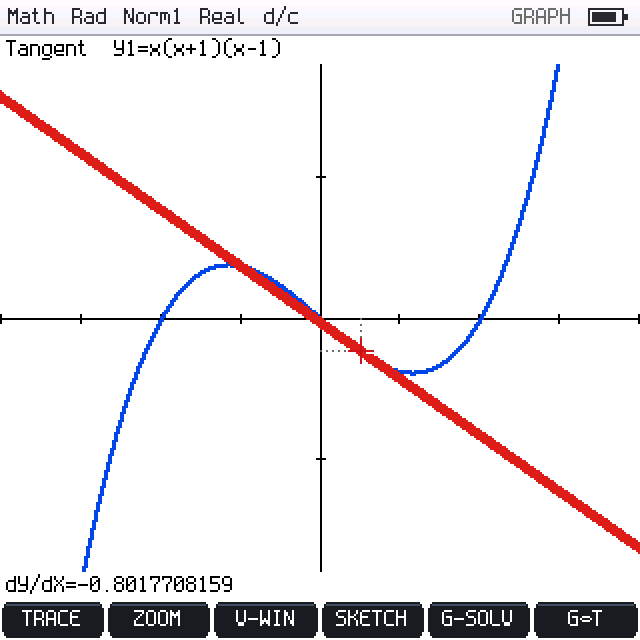 Math Rad Norm1 Real d/c GRAPH
Tangent Y1=x(x+1)(x-1)
dY/dX=-0.8017708159
TRACE ZOOM V-WIN SKETCH G-SOLV G⇔T